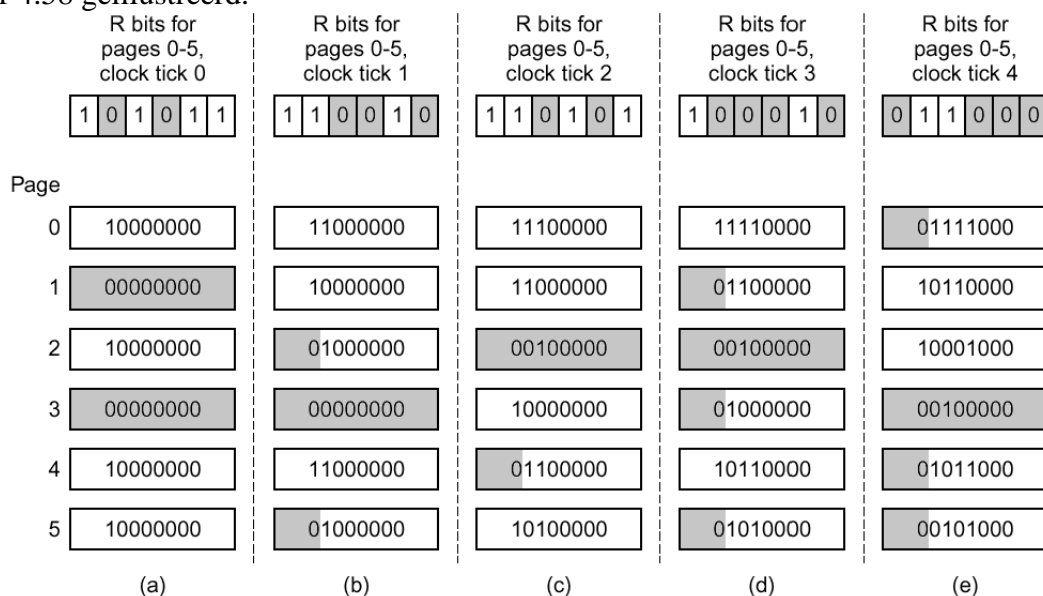 geïllustreerd.
R bits for pages 0-5, clock tick 0
R bits for pages 0-5, clock tick 1
R bits for pages 0-5, clock tick 2
R bits for pages 0-5, clock tick 3
R bits for pages 0-5, clock tick 4
1 0 1 0 1 1
1 1 0 0 1 0
1 1 0 1 0 1
1 0 0 0 1 0
0 1 1 0 0 0
Page
0 10000000 11000000 11100000 11110000 01111000
1 00000000 10000000 11000000 01100000 10110000
2 10000000 01000000 00100000 00100000 10001000
3 00000000 00000000 10000000 01000000 00100000
4 10000000 11000000 01100000 10110000 01011000
5 10000000 01000000 10100000 01010000 00101000
(a) (b) (c) (d) (e)